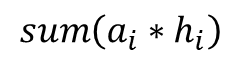 sum(a_i * h_i)